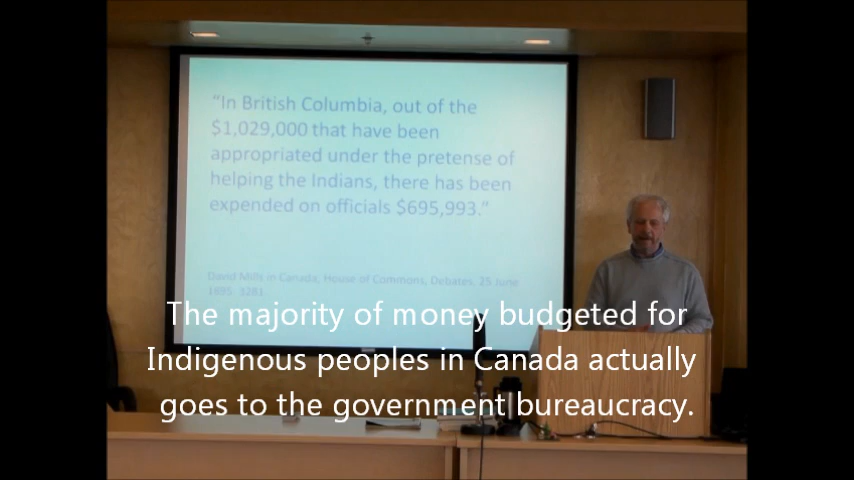 “In British Columbia, out of the
$1,029,000 that have been
appropriated under the pretense of
helping the Indians, there has been
expended on officials $695,993.”
David Mills in Canada, House of Commons, Debates, 25 June
1895: 3281.
The majority of money budgeted for
Indigenous peoples in Canada actually
goes to the government bureaucracy.